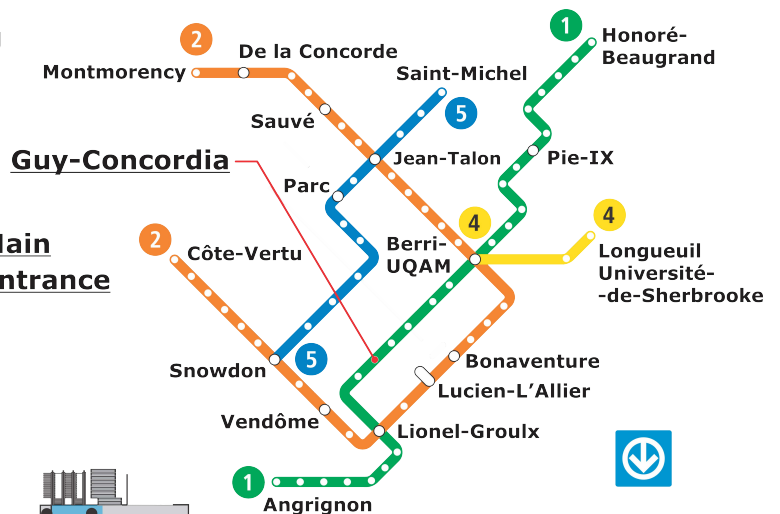 2
De la Concorde
Montmorency
1
Honoré-
Beaugrand
Saint-Michel
5
Sauvé
Guy-Concordia
Jean-Talon
Pie-IX
Parc
4
4
2
Côte-Vertu
Berri-
UQAM
Longueuil
Université-
-de-Sherbrooke
Snowdon
5
Bonaventure
Lucien-L’Allier
Vendôme
Lionel-Groulx
1
Angrignon